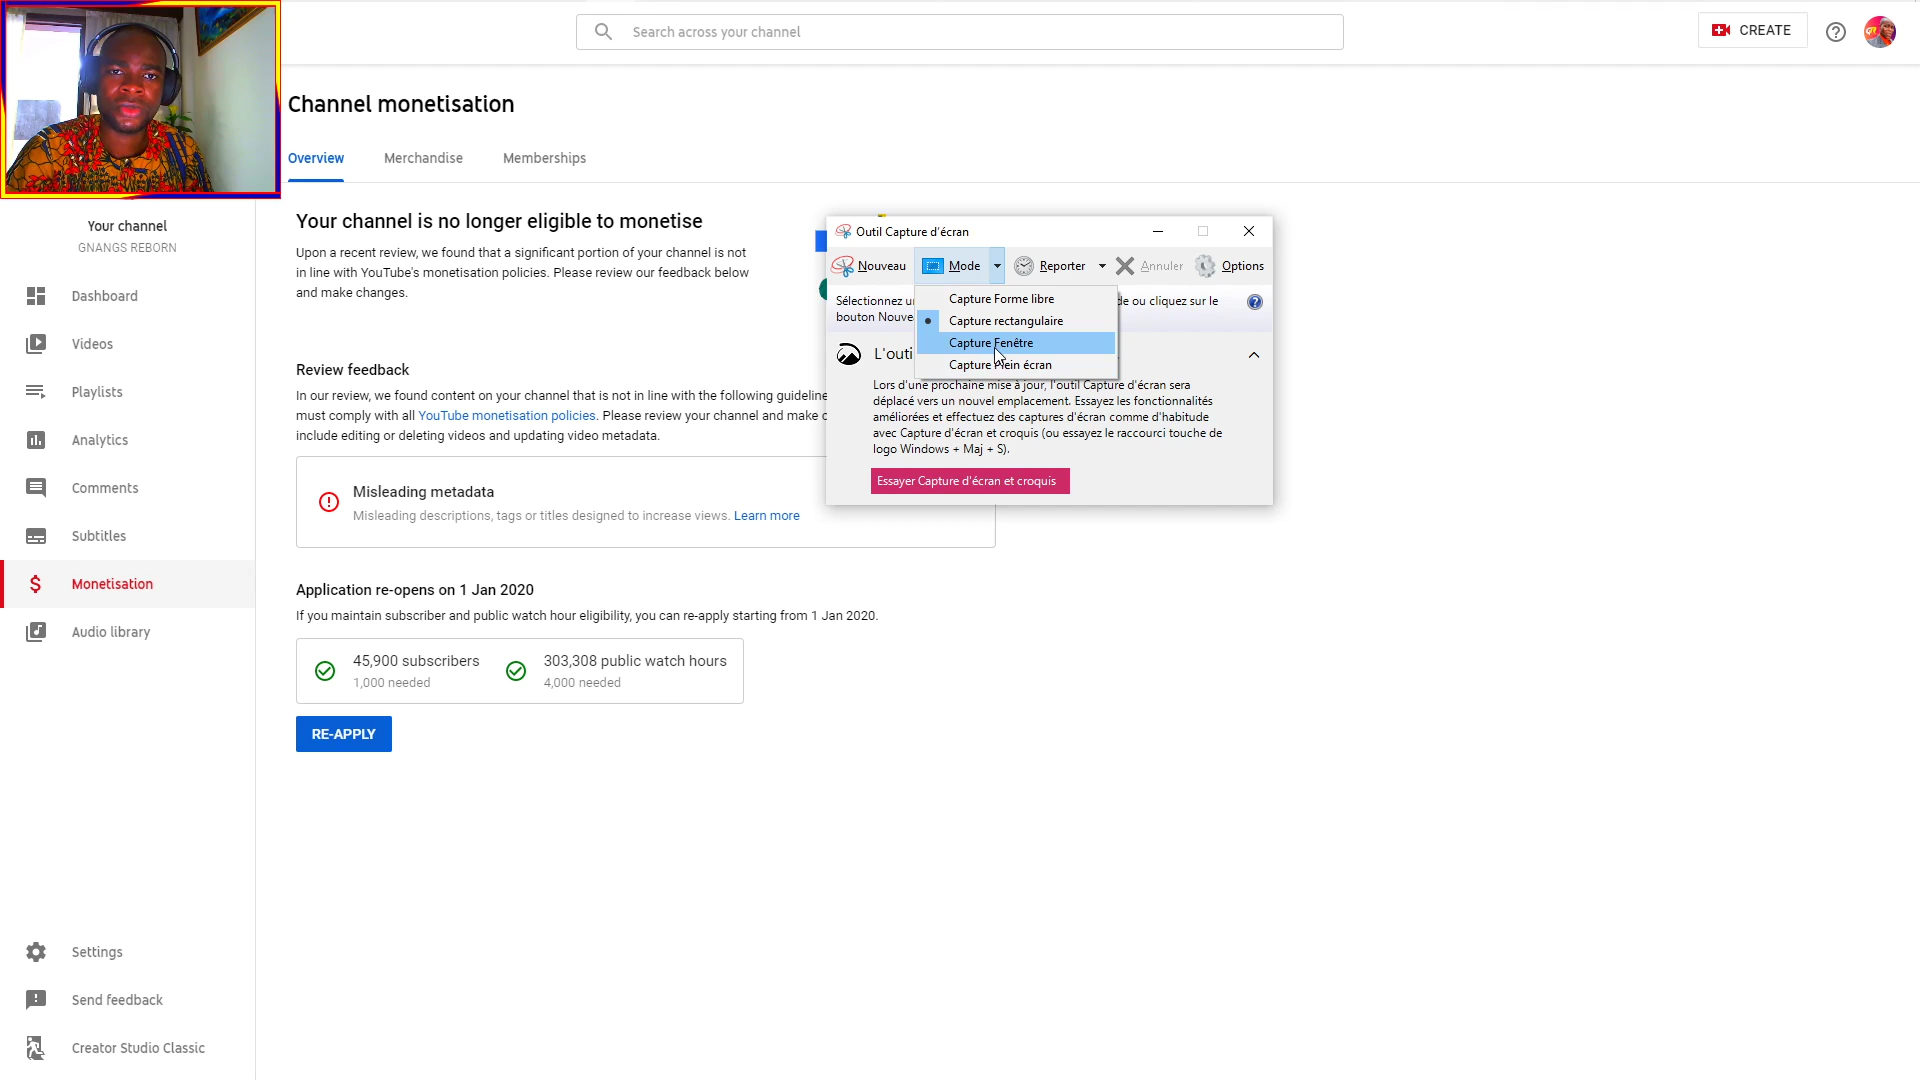 Search across your channel
CREATE
Channel monetisation
Overview
Merchandise
Memberships
Your channel
GNANGS REBORN
Dashboard
Videos
Playlists
Analytics
Comments
Subtitles
Monetisation
Audio library
Settings
Send feedback
Creator Studio Classic
Your channel is no longer eligible to monetise
Upon a recent review, we found that a significant portion of your channel is not
in line with YouTube's monetisation policies. Please review our feedback below
and make changes.
Review feedback
In our review, we found content on your channel that is not in line with the following guideline
must comply with all YouTube monetisation policies. Please review your channel and make
include editing or deleting videos and updating video metadata.
Misleading metadata
Misleading descriptions, tags or titles designed to increase views. Learn more
Application re-opens on 1 Jan 2020
If you maintain subscriber and public watch hour eligibility, you can re-apply starting from 1 Jan 2020.
45,900 subscribers
1,000 needed
303,308 public watch hours
4,000 needed
RE-APPLY
Outil Capture d'écran
Nouveau
Mode
Reporter
Annuler
Options
Sélectionnez
ou cliquez sur le
bouton
Capture Forme libre
Capture rectangulaire
Capture Fenêtre
Capture Plein écran
L'outi
Lors d'une prochaine mise à jour, l'outil Capture d'écran sera
déplacé vers un nouvel emplacement. Essayez les fonctionnalités
améliorées et effectuez des captures d'écran comme d'habitude
avec Capture d'écran et croquis (ou essayez le raccourci touche de
logo Windows + Maj + S).
Essayer Capture d'écran et croquis